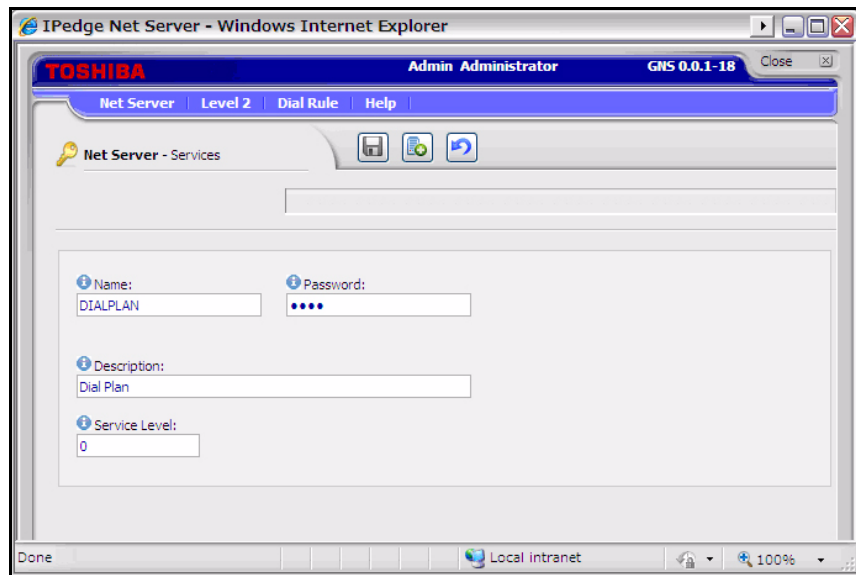 IPedge Net Server - Windows Internet Explorer
TOSHIBA Admin Administrator GNS 0.0.1-18 Close
Net Server Level 2 Dial Rule Help
Net Server - Services
Name: Password:
DIALPLAN ••••
Description:
Dial Plan
Service Level:
0
Done Local intranet 100%